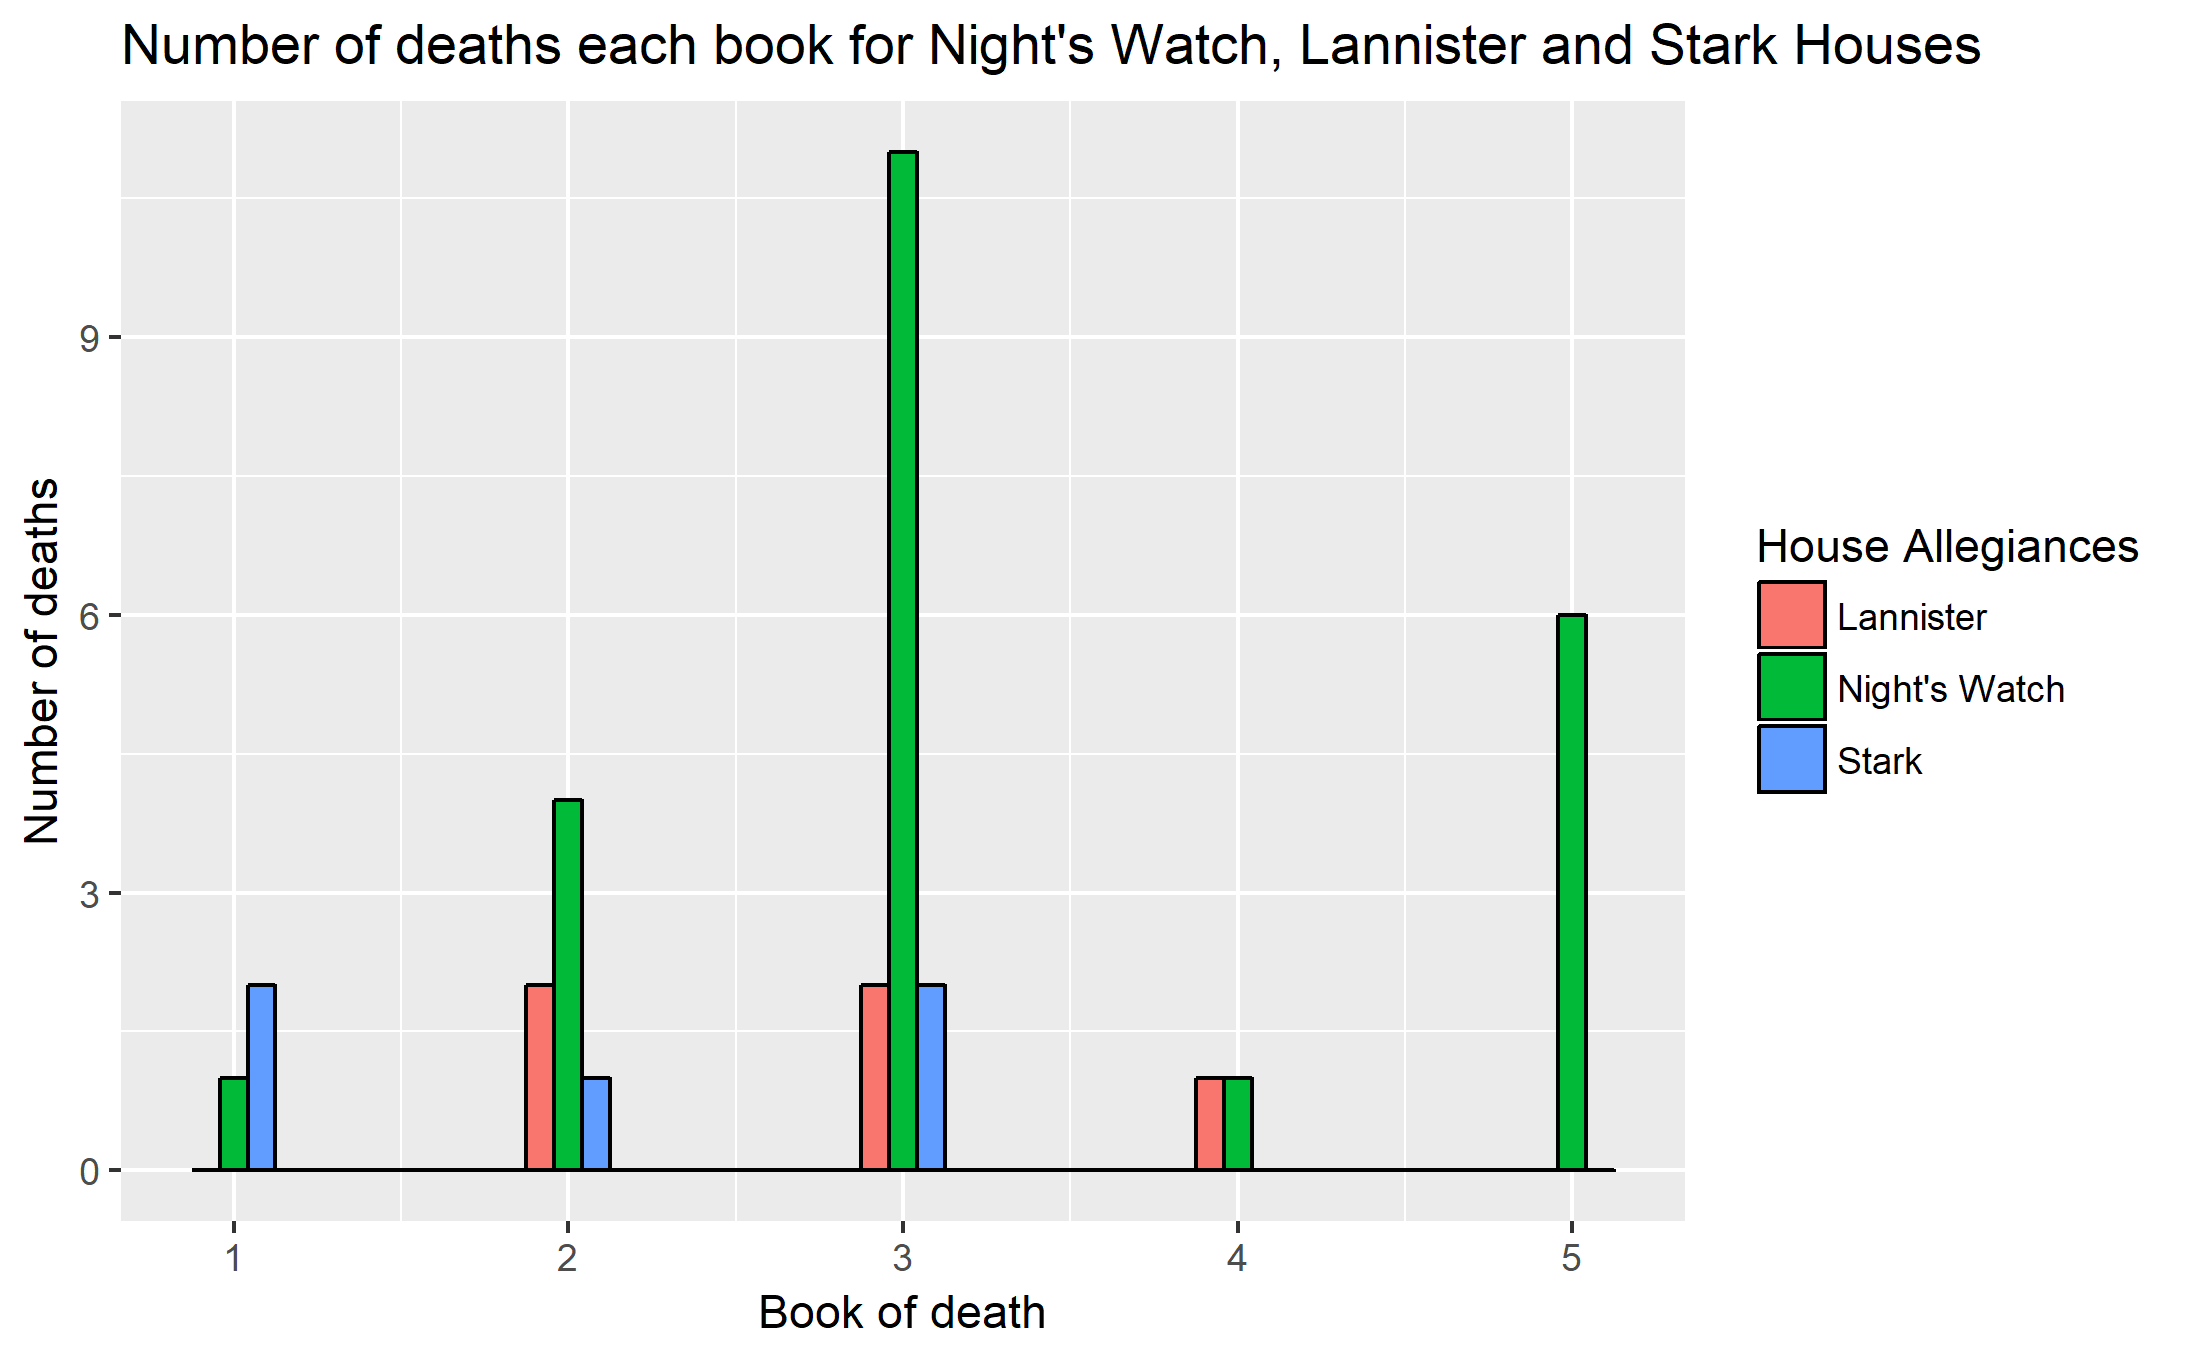 Number of deaths each book for Night's Watch, Lannister and Stark Houses
Number of deaths
9
6
3
0
1 2 3 4 5
Book of death
House Allegiances
Lannister
Night's Watch
Stark